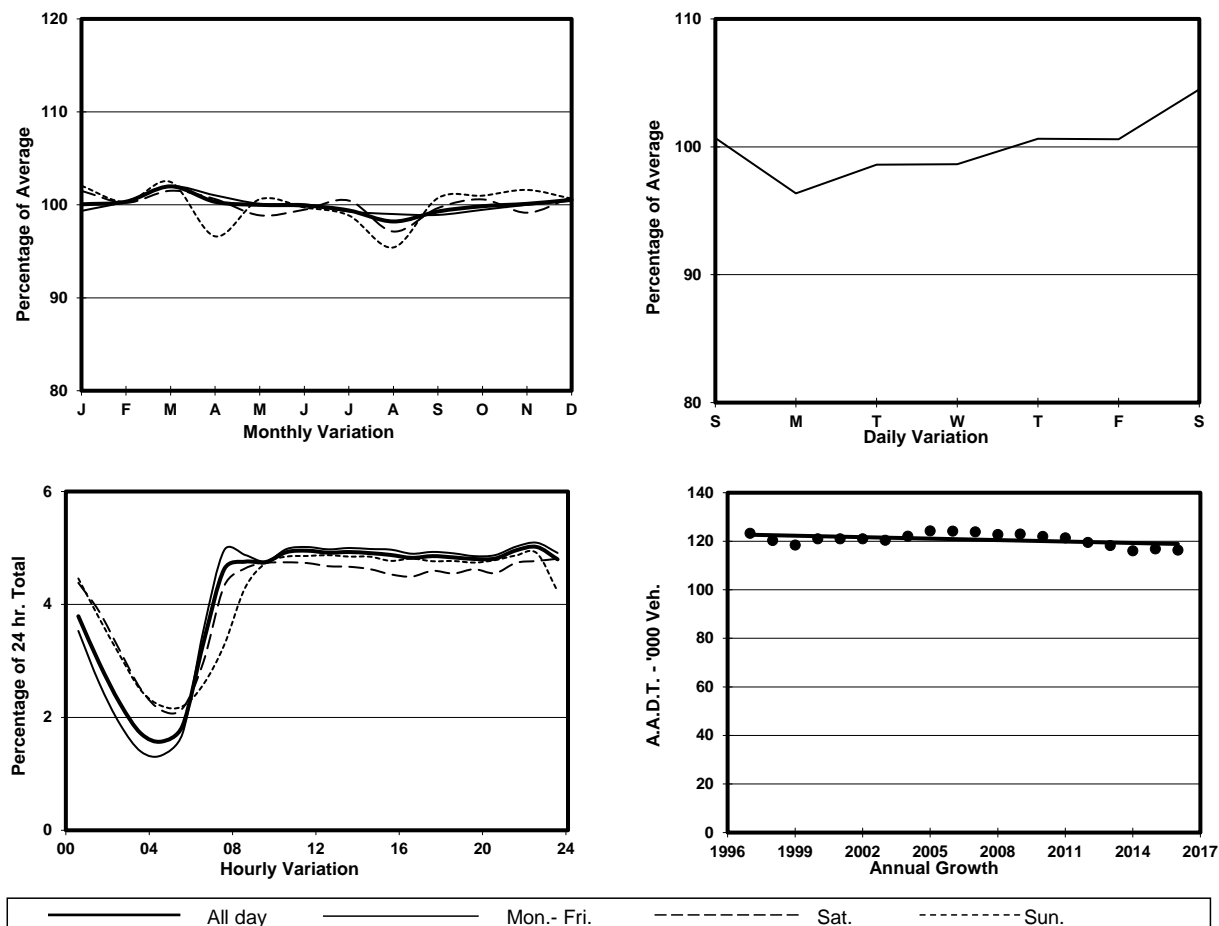 120
110
100
90
80
Percentage of Average
J F M A M J J A S O N D
Monthly Variation
110
100
90
80
Percentage of Average
S M T W T F S
Daily Variation
6
4
2
0
Percentage of 24 hr. Total
00 04 08 12 16 20 24
Hourly Variation
140
120
100
80
60
40
20
0
A.A.D.T. - '000 Veh.
1996 1999 2002 2005 2008 2011 2014 2017
Annual Growth
All day Mon.- Fri. Sat. Sun.